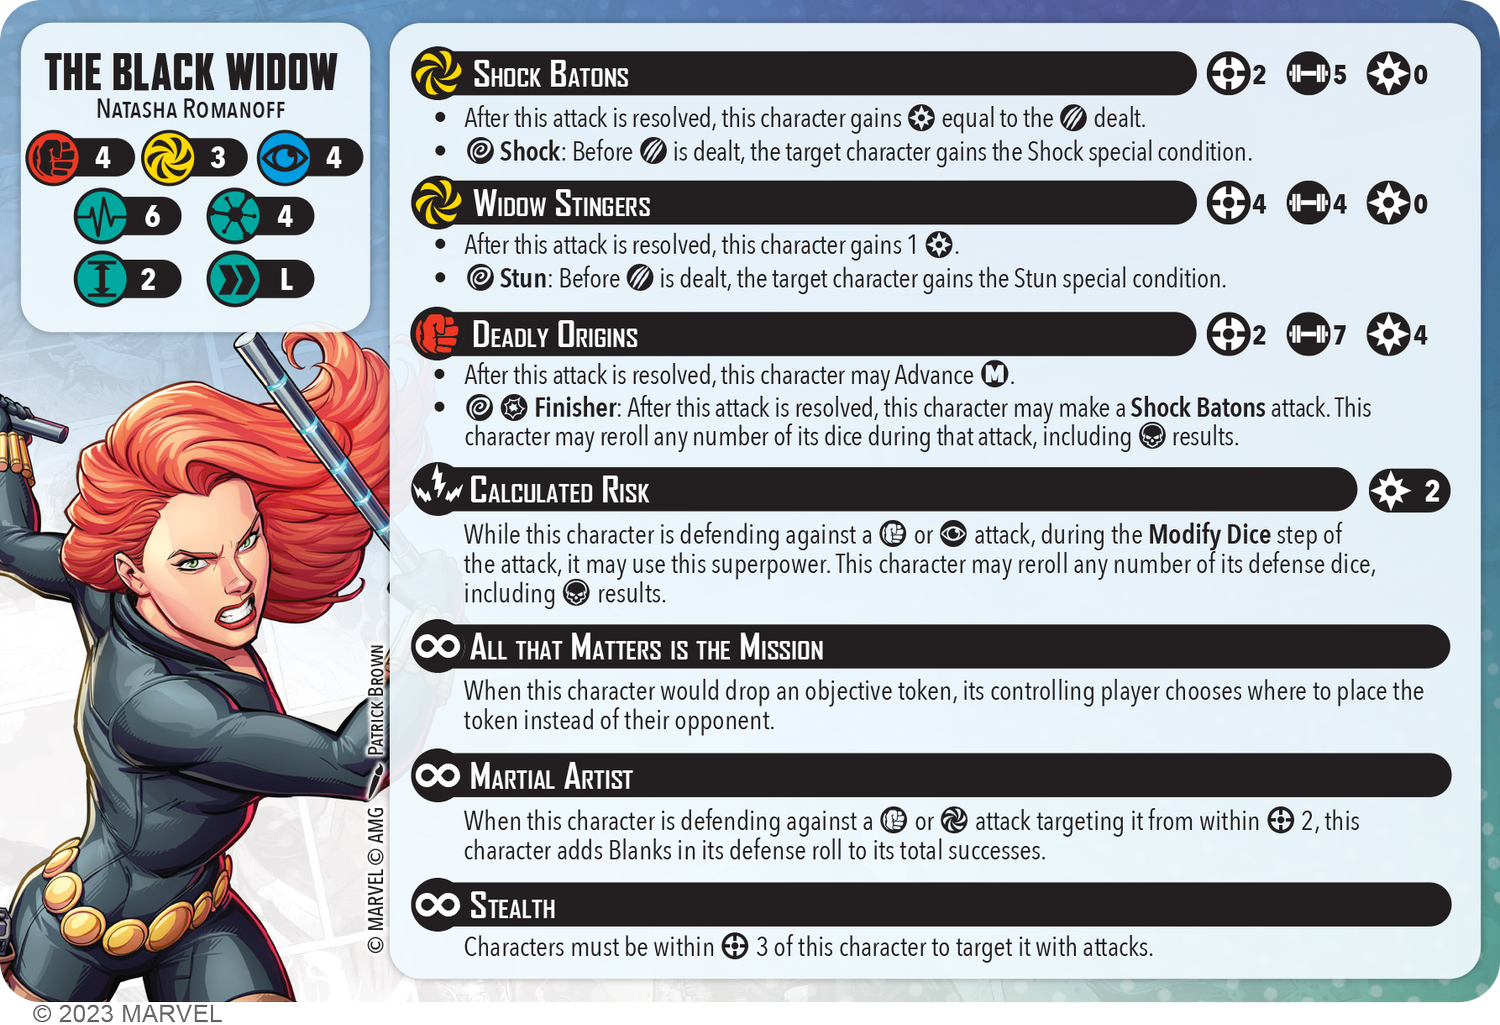 THE BLACK WIDOW
NATASHA ROMANOFF
4 3 4
6 4
2 L
SHOCK BATONS 2 5 0
• After this attack is resolved, this character gains equal to the dealt.
• Shock: Before is dealt, the target character gains the Shock special condition.
WIDOW STINGERS 4 4 0
• After this attack is resolved, this character gains 1 .
• Stun: Before is dealt, the target character gains the Stun special condition.
DEADLY ORIGINS 2 7 4
• After this attack is resolved, this character may Advance M.
• Finisher: After this attack is resolved, this character may make a Shock Batons attack. This
character may reroll any number of its dice during that attack, including results.
CALCULATED RISK 2
While this character is defending against a or attack, during the Modify Dice step of
the attack, it may use this superpower. This character may reroll any number of its defense dice,
including results.
ALL THAT MATTERS IS THE MISSION
When this character would drop an objective token, its controlling player chooses where to place the
token instead of their opponent.
MARTIAL ARTIST
When this character is defending against a or attack targeting it from within 2, this
character adds Blanks in its defense roll to its total successes.
STEALTH
Characters must be within 3 of this character to target it with attacks.
© MARVEL © AMG PATRICK BROWN
© 2023 MARVEL